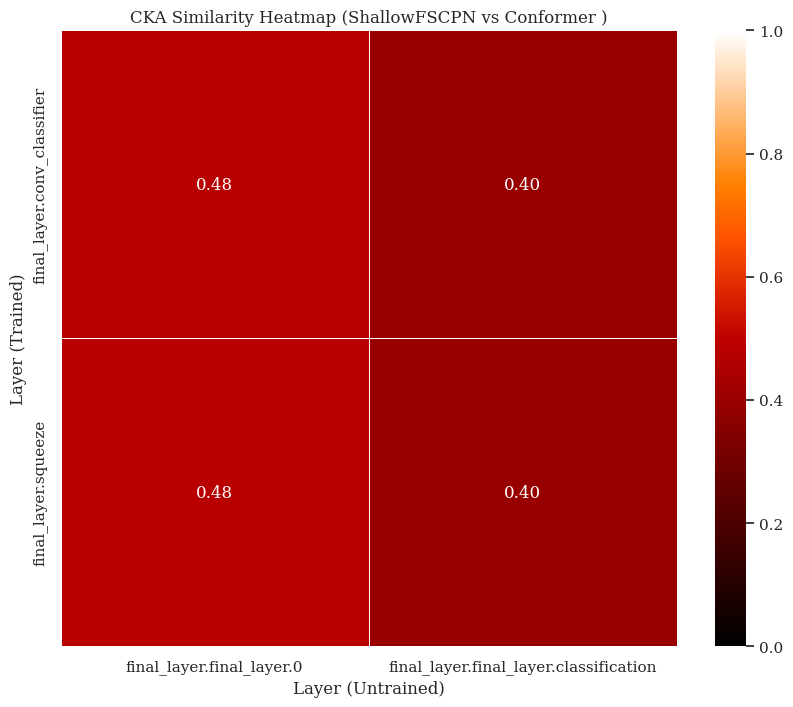 CKA Similarity Heatmap (ShallowFSCPN vs Conformer )
Layer (Trained)
final_layer.conv_classifier
final_layer.squeeze
0.48
0.40
0.48
0.40
final_layer.final_layer.0
final_layer.final_layer.classification
Layer (Untrained)
1.0
0.8
0.6
0.4
0.2
0.0